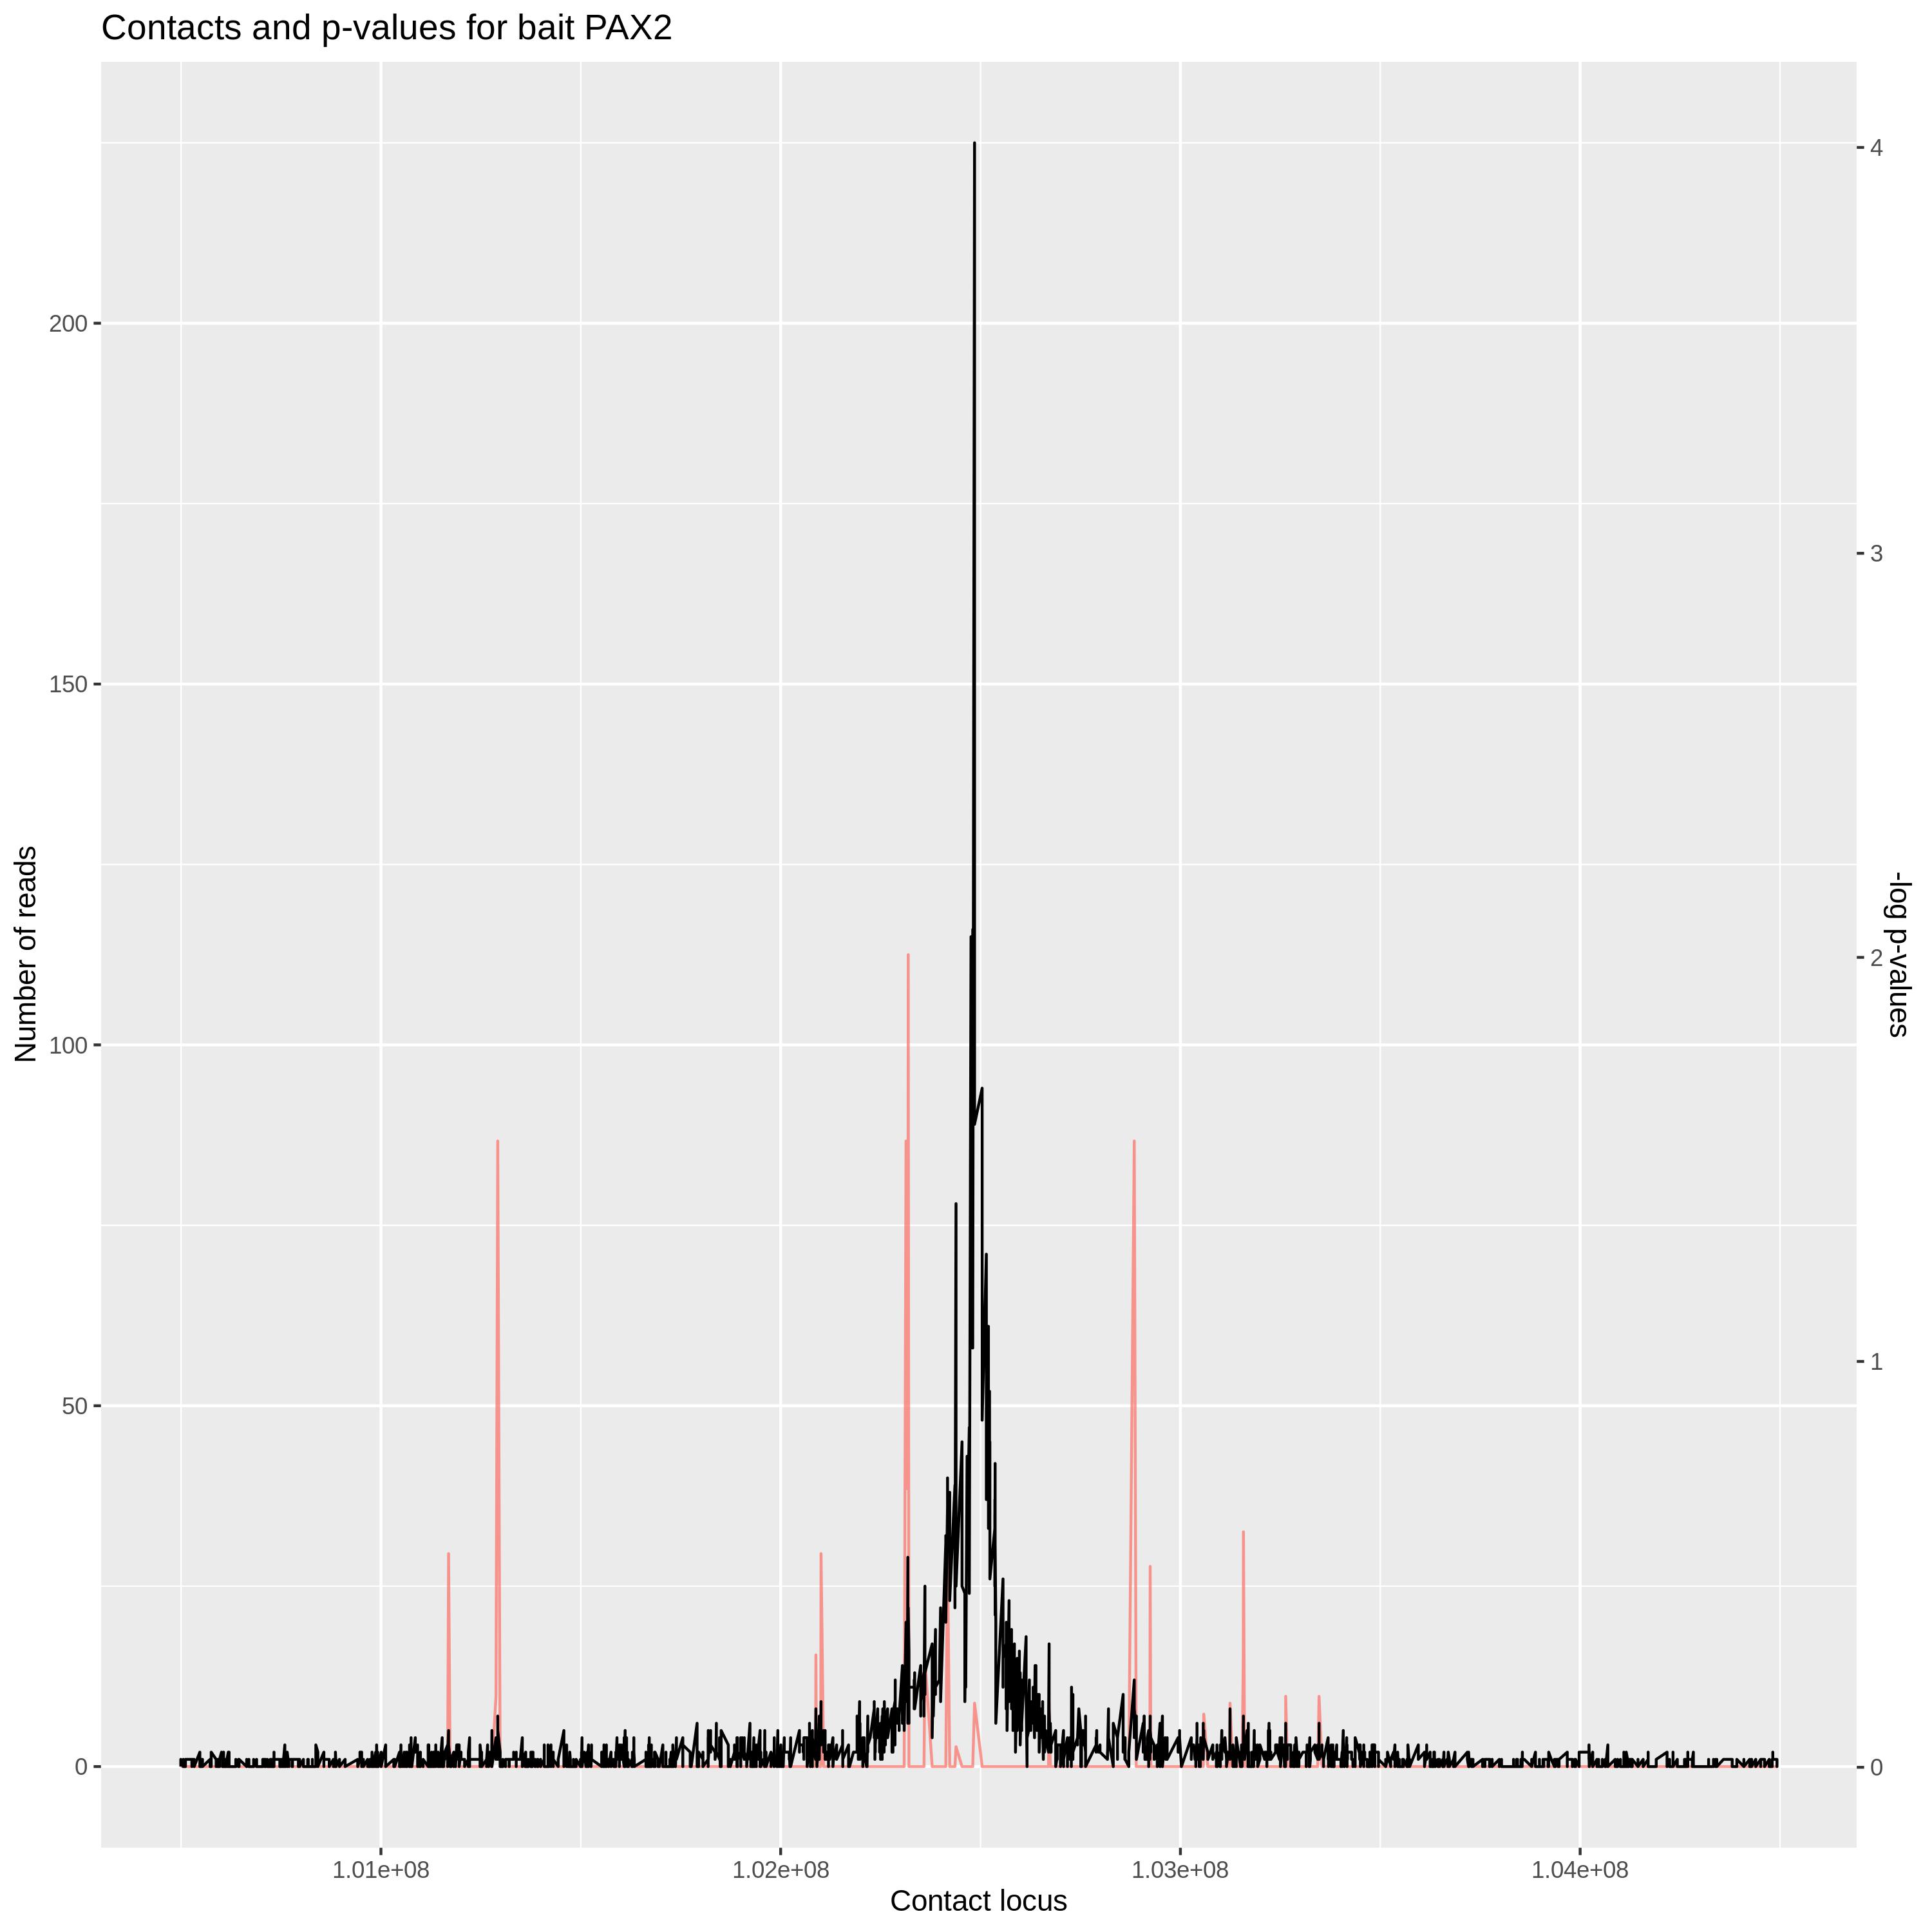 Contacts and p-values for bait PAX2
Number of reads
200
150
100
50
0
4
3
2
1
0
-log p-values
1.01e+08
1.02e+08
1.03e+08
1.04e+08
Contact locus